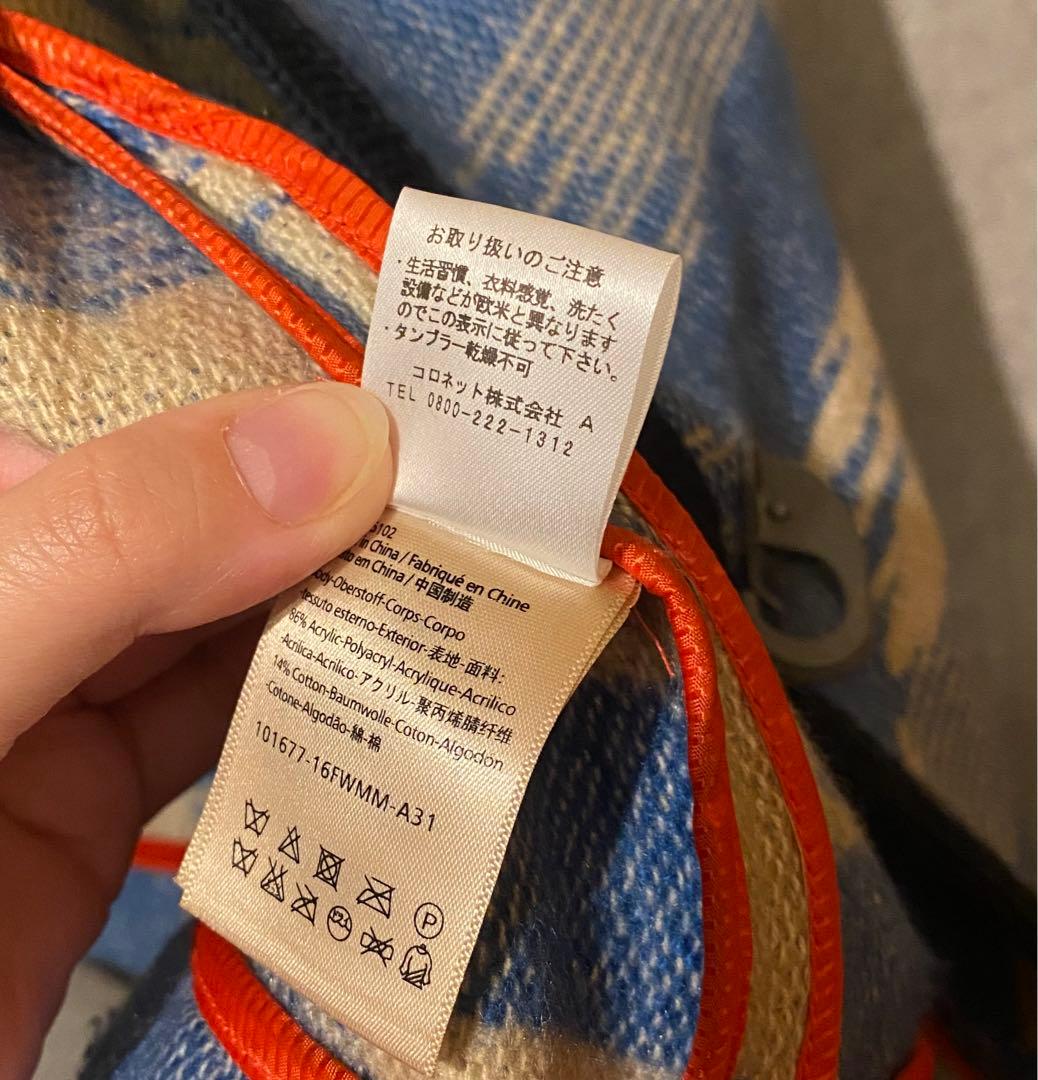 お取り扱いのご注意
・生活習慣、衣料感覚、洗たく
設備などが欧米と異なります
のでこの表示に従って下さい。
・タンブラー乾燥不可
コロネット株式会社 A
TEL 0800-222-1312
in China / Fabriqué en Chine
em China / 中国制造
-Oberstoff-Corps-Corpo
-Tessuto esterno-Exterior-表地-面料:
86% Acrylic-Polyacryl-Acrylique-Acrilico
-Acrilica-Acrílico-アクリル-聚丙烯腈纤维
14% Cotton-Baumwolle-Coton-Algodon
-Cotone-Algodão-綿-棉
101677-16FWMM-A31
P